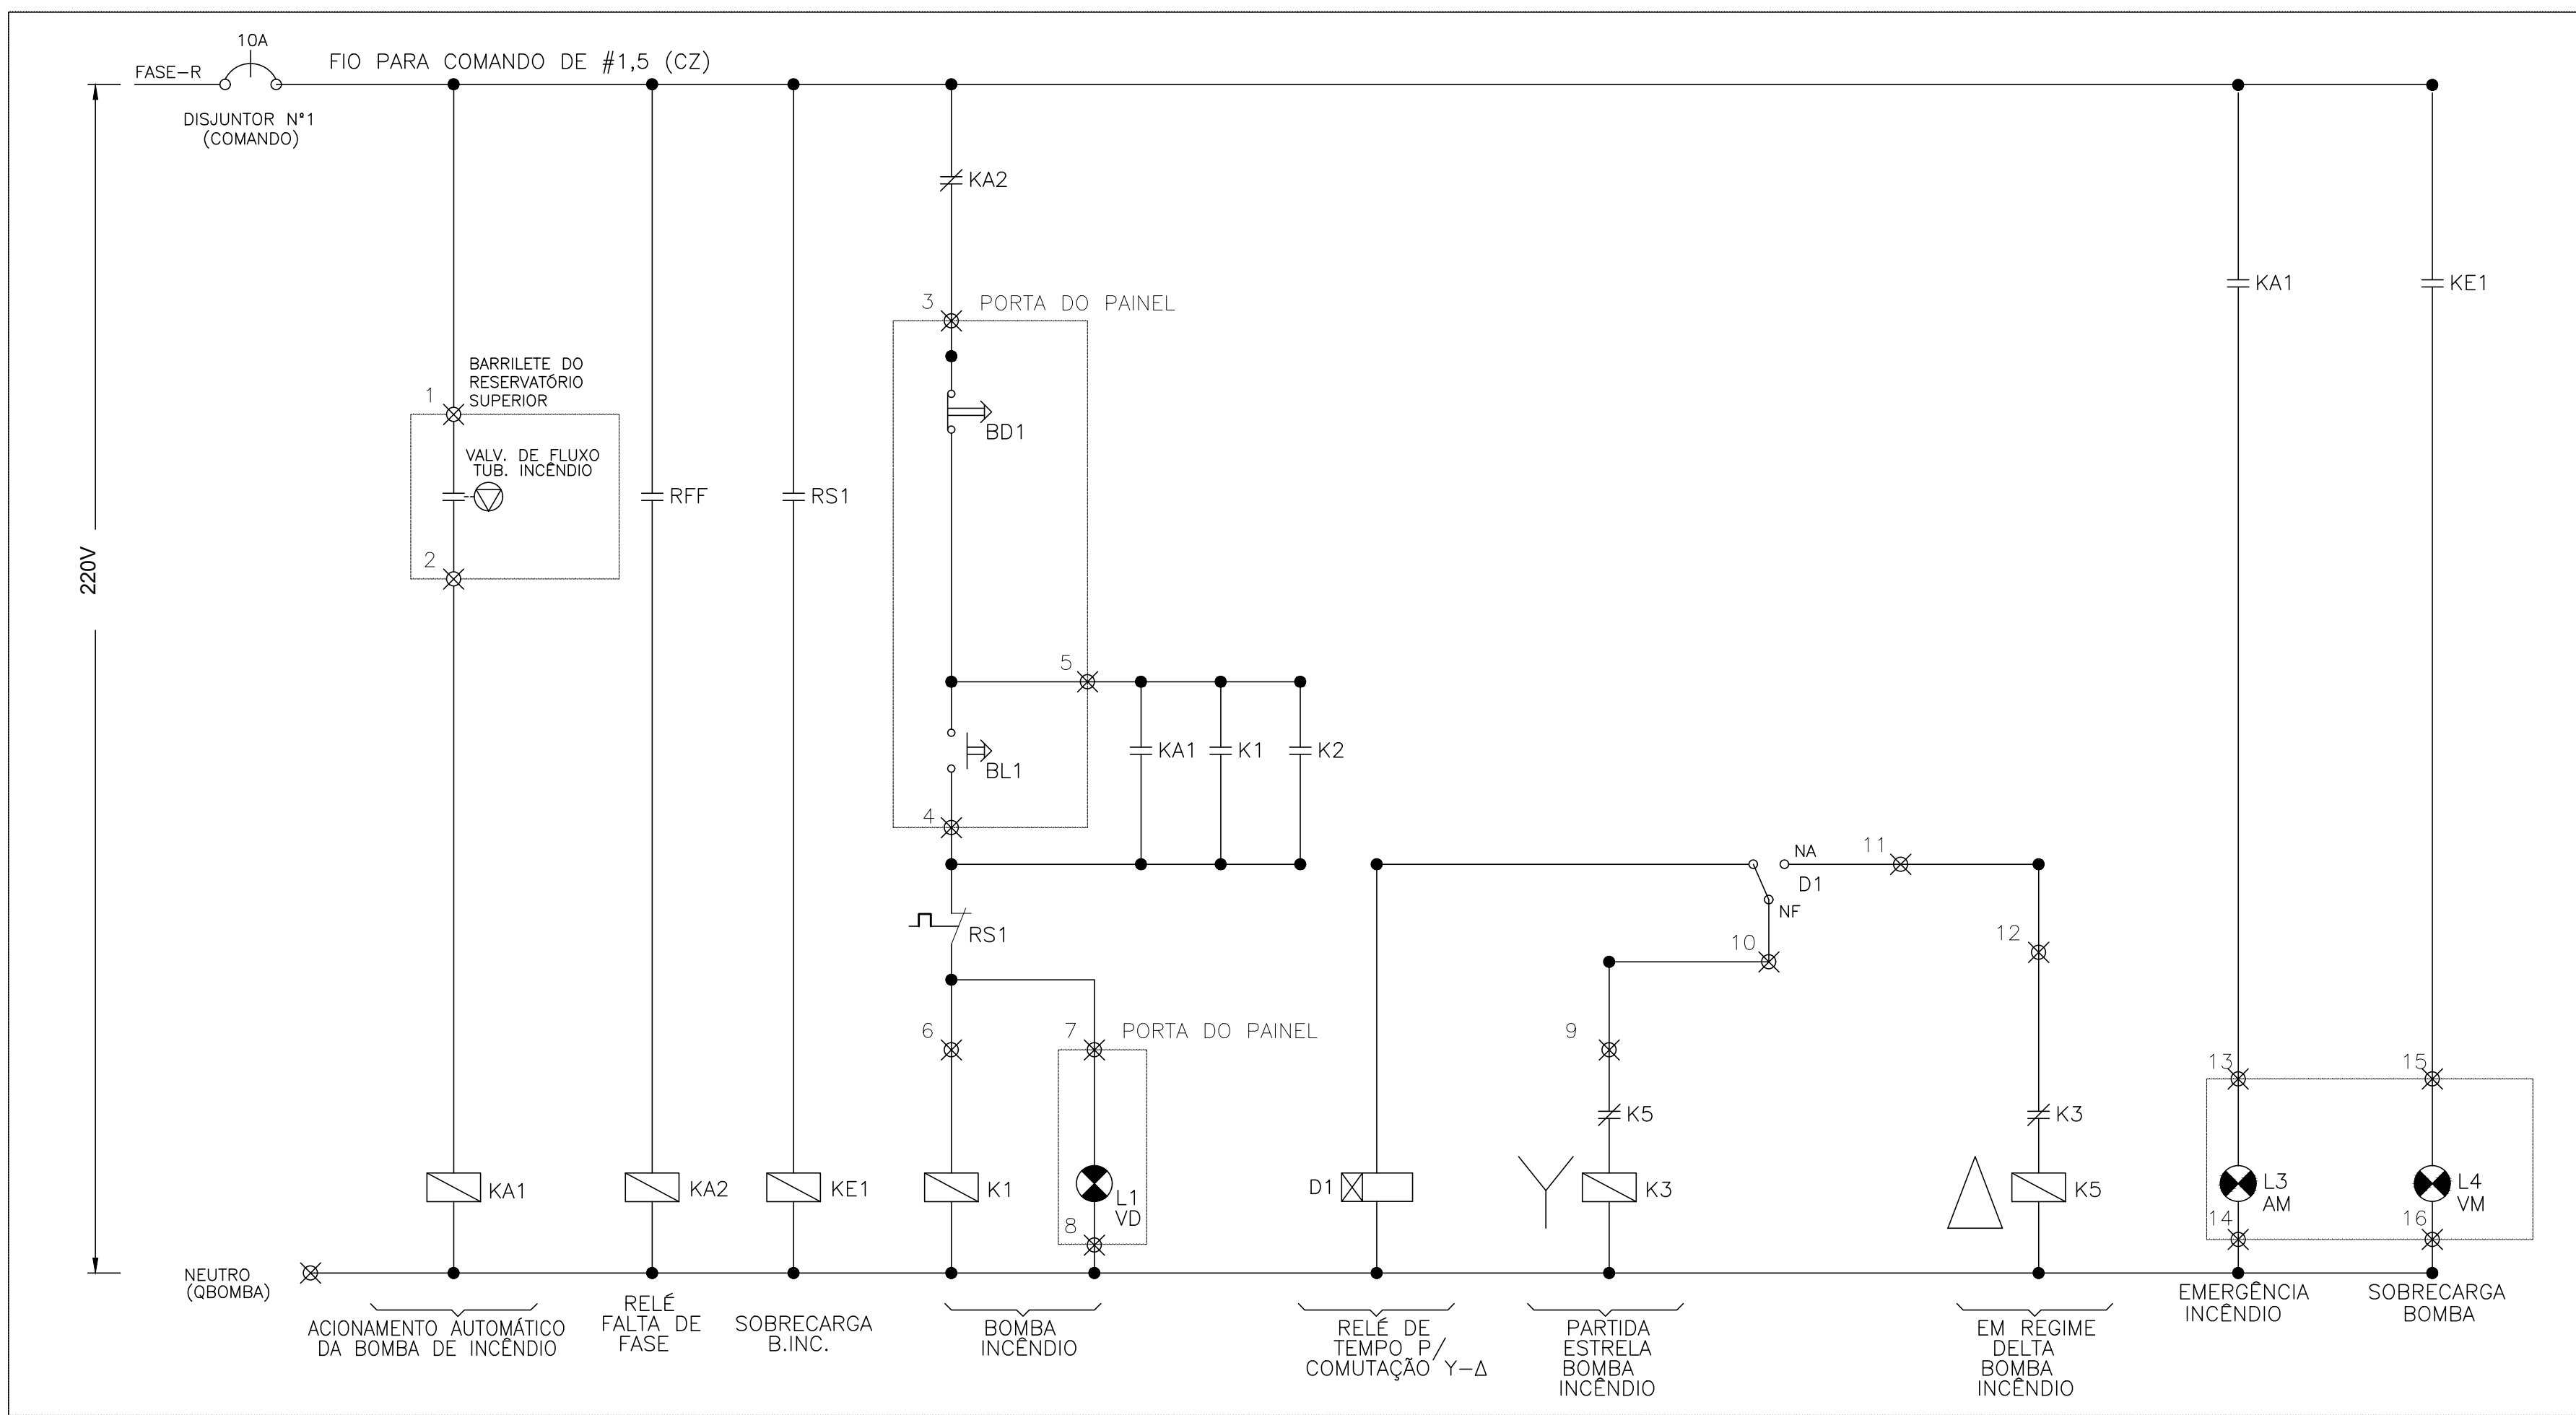 10A
FASE-R
FIO PARA COMANDO DE #1,5 (CZ)
DISJUNTOR N°1
(COMANDO)
220V
KA2
KA1
KE1
3
PORTA DO PAINEL
BARRILETE DO
RESERVATÓRIO
SUPERIOR
1
VALV. DE FLUXO
TUB. INCÊNDIO
2
RFF
RS1
BD1
5
BL1
KA1
K1
K2
4
RS1
NA
D1
NF
11
10
12
6
7
PORTA DO PAINEL
9
13
15
K5
K3
KA1
KA2
KE1
K1
L1
VD
8
D1
K3
K5
L3
AM
14
L4
VM
16
NEUTRO
(QBOMBA)
ACIONAMENTO AUTOMÁTICO
DA BOMBA DE INCÊNDIO
RELÉ
FALTA DE
FASE
SOBRECARGA
B.INC.
BOMBA
INCÊNDIO
RELÉ DE
TEMPO P/
COMUTAÇÃO Y-Δ
PARTIDA
ESTRELA
BOMBA
INCÊNDIO
EM REGIME
DELTA
BOMBA
INCÊNDIO
EMERGÊNCIA
INCÊNDIO
SOBRECARGA
BOMBA